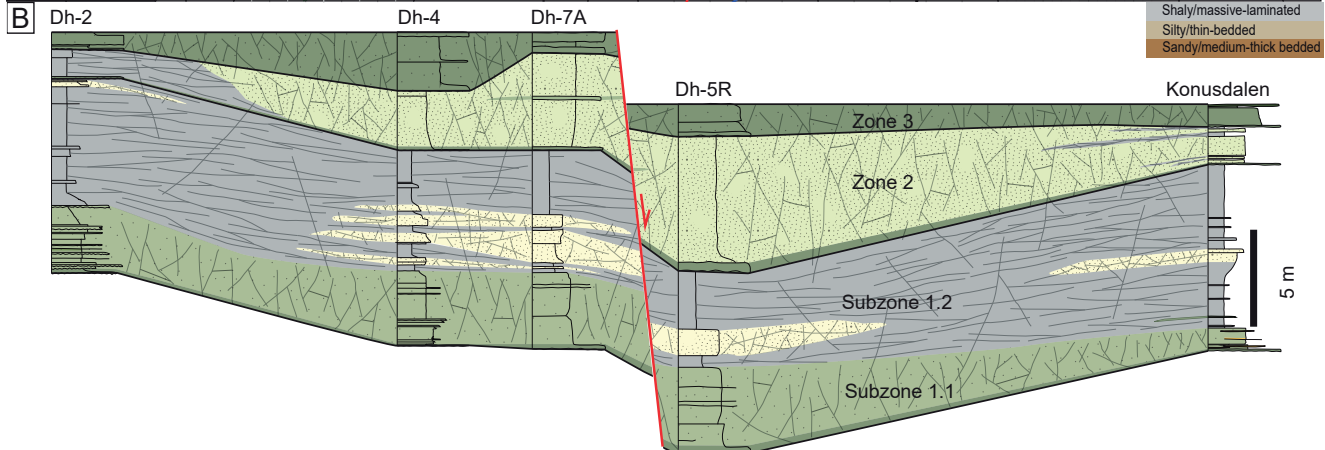 B
Dh-2
Dh-4
Dh-7A
Dh-5R
Konusdalen
Shaly/massive-laminated
Silty/thin-bedded
Sandy/medium-thick bedded
Zone 3
Zone 2
Subzone 1.2
Subzone 1.1
5 m